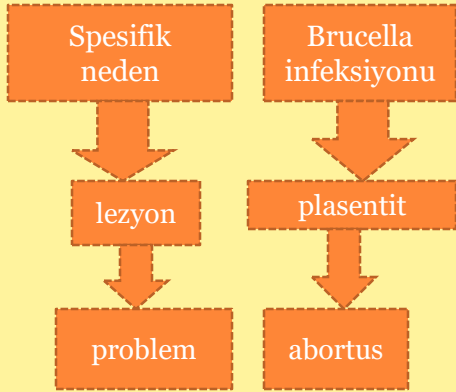 Spesifik
neden
lezyon
problem
Brucella
infeksiyonu
plasentit
abortus